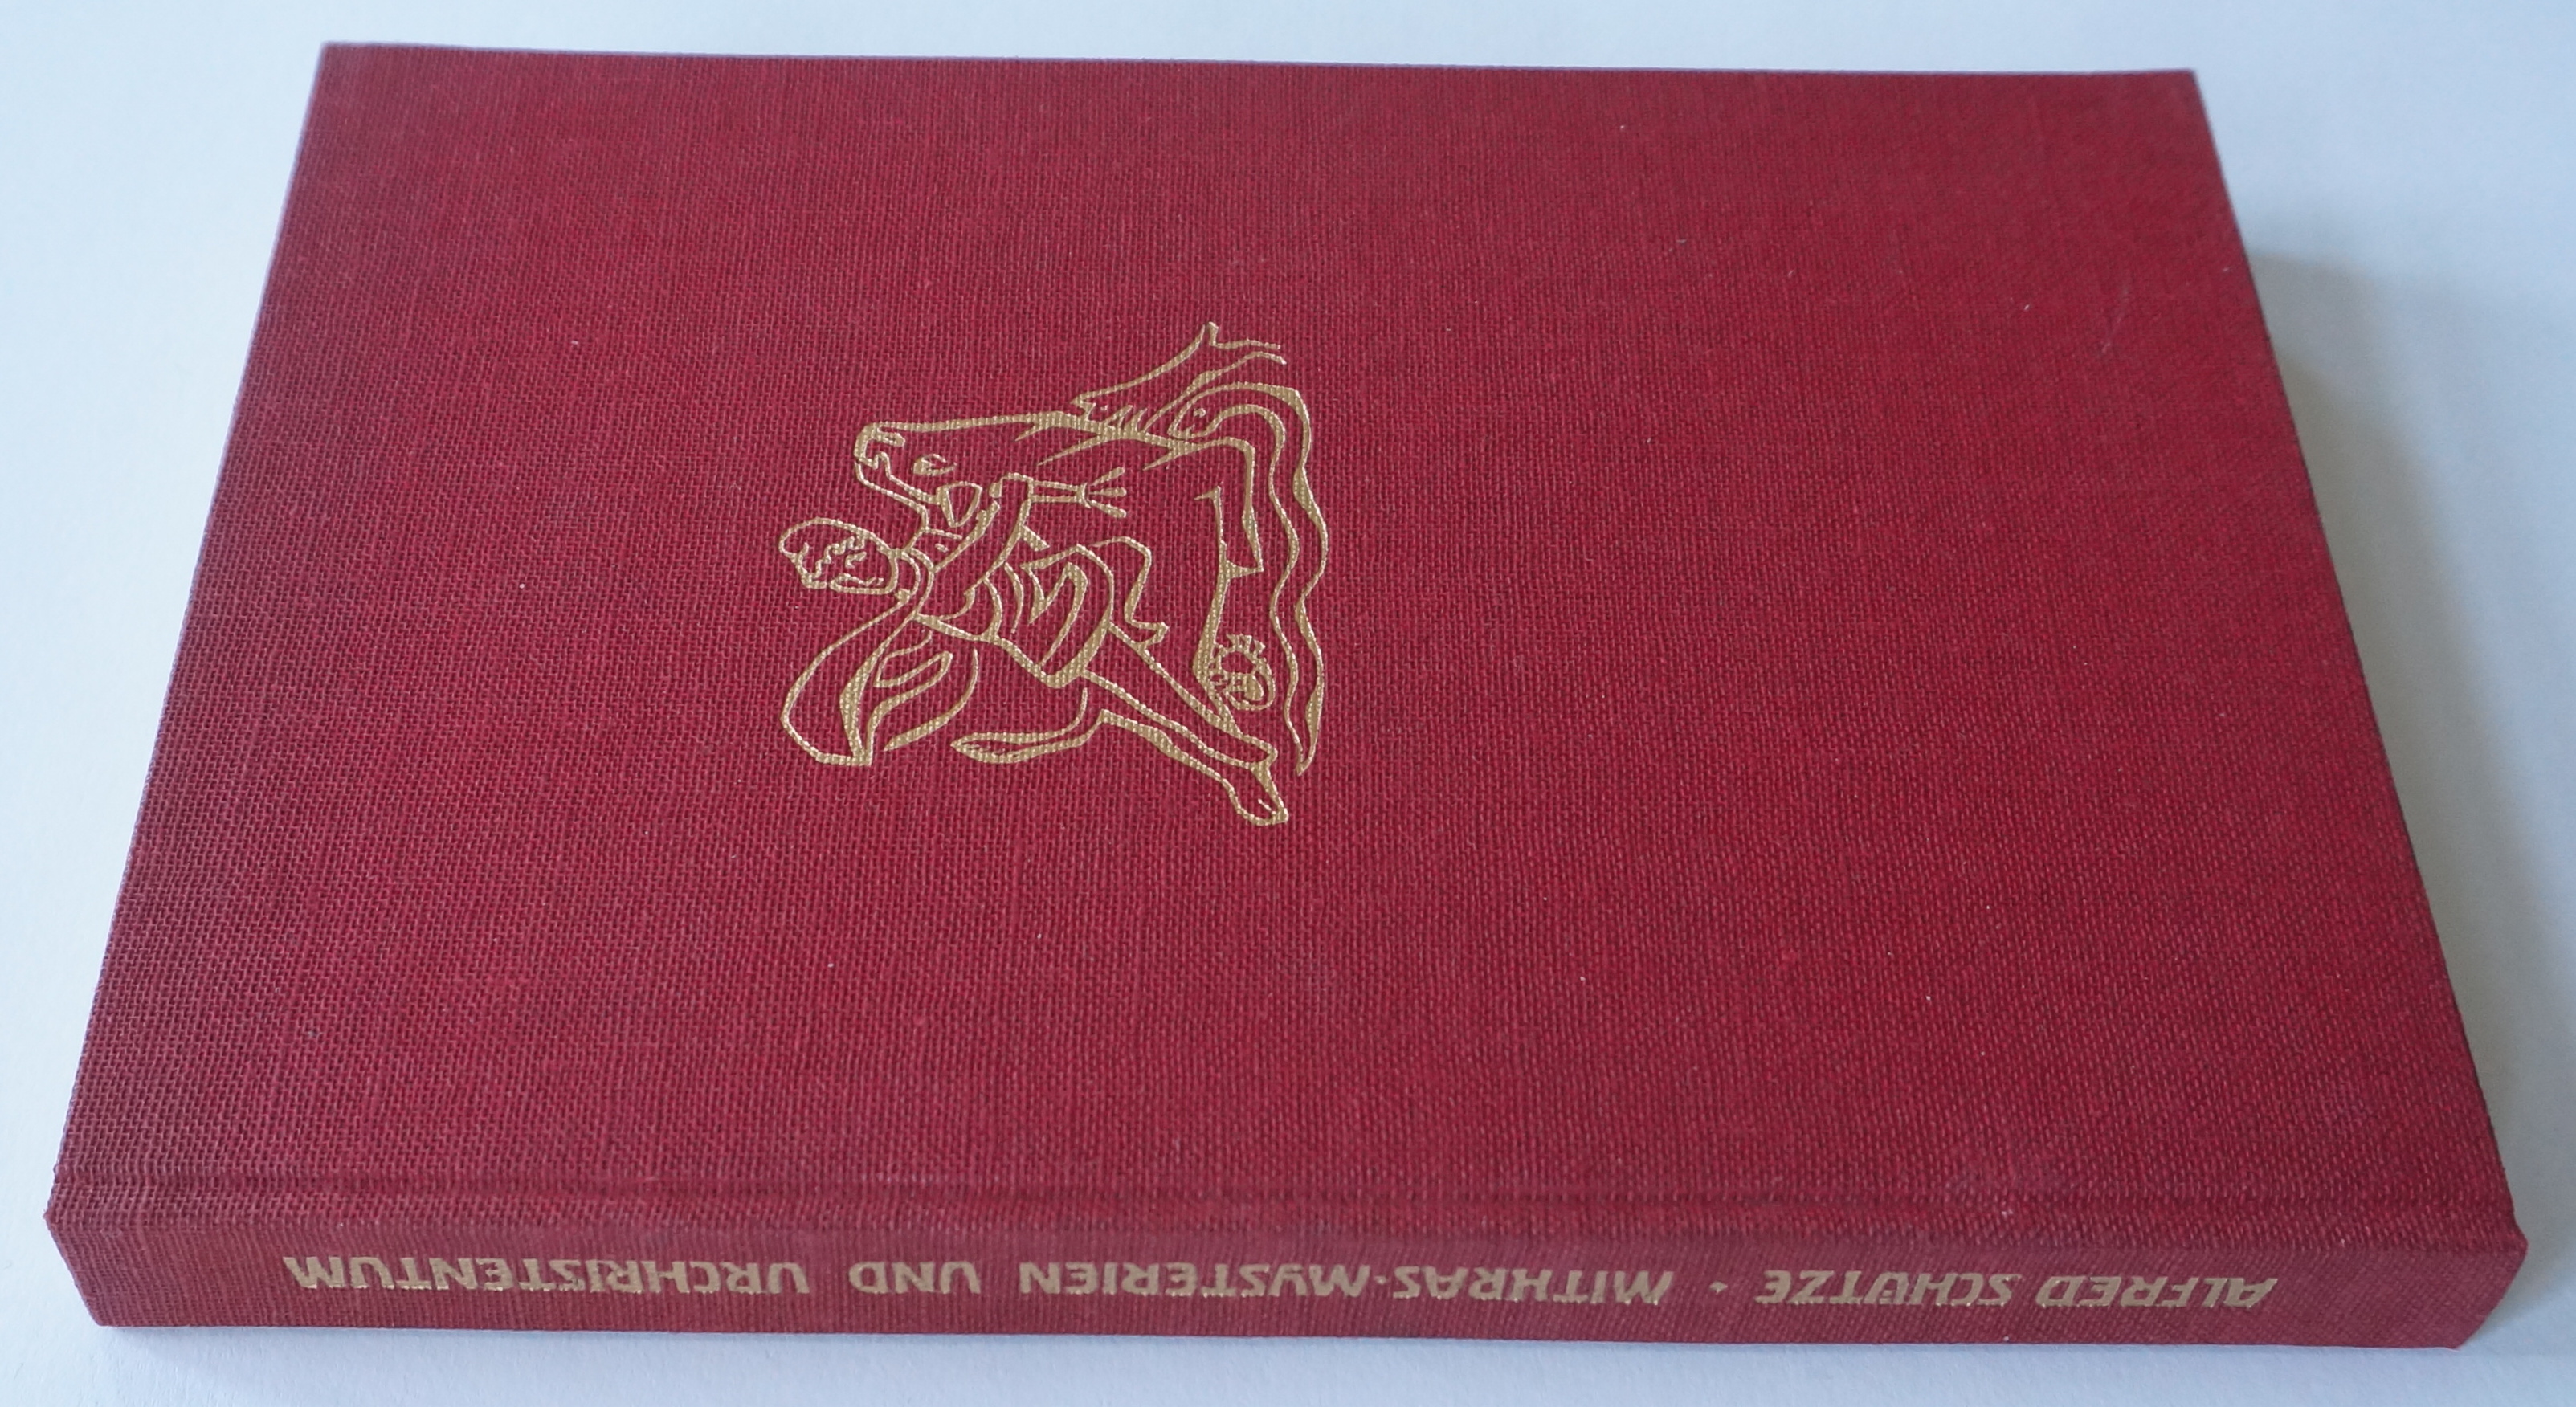 ALFRED SCHÜTZE · MITHRAS-MYSTERIEN UND URCHRISTENTUM